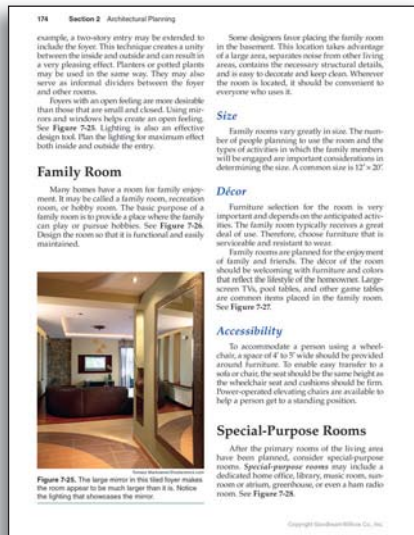 174 Section 2 Architectural Planning
example, a two-story entry may be extended to
include the foyer. This technique creates a unity
between the inside and outside and can result in
a very pleasing effect. Planters or potted plants
may be used in the same way. They may also
serve as informal dividers between the foyer
and other rooms.
Foyers with an open feeling are more desirable
than those that are small and closed. Using mir-
rors and windows helps create an open feeling.
See Figure 7-25. Lighting is also an effective
design tool. Plan the lighting for maximum effect
both inside and outside the entry.
Family Room
Many homes have a room for family enjoy-
ment. It may be called a family room, recreation
room, or hobby room. The basic purpose of a
family room is to provide a place where the family
can play or pursue hobbies. See Figure 7-26.
Design the room so that it is functional and easily
maintained.
Figure 7-25. The large mirror in this tiled foyer makes
the room appear to be much larger than it is. Notice
the lighting that showcases the mirror.
Some designers favor placing the family room
in the basement. This location takes advantage
of a large area, separates noise from other living
areas, contains the necessary structural details,
and is easy to decorate and keep clean. Wherever
the room is located, it should be convenient to
everyone who uses it.
Size
Family rooms vary greatly in size. The num-
ber of people planning to use the room and the
types of activities in which the family members
will be engaged are important considerations in
determining the size. A common size is 12' × 20'.
Décor
Furniture selection for the room is very
important and depends on the anticipated activi-
ties. The family room typically receives a great
deal of use. Therefore, choose furniture that is
serviceable and resistant to wear.
Family rooms are planned for the enjoyment
of family and friends. The décor of the room
should be welcoming with furniture and colors
that reflect the lifestyle of the homeowner. Large-
screen TVs, pool tables, and other game tables
are common items placed in the family room.
See Figure 7-27.
Accessibility
To accommodate a person using a wheel-
chair, a space of 4' to 5' wide should be provided
around furniture. To enable easy transfer to a
sofa or chair, the seat should be the same height as
the wheelchair seat and cushions should be firm.
Power-operated elevating chairs are available to
help a person get to a standing position.
Special-Purpose Rooms
After the primary rooms of the living area
have been planned, consider special-purpose
rooms. Special-purpose rooms may include a
dedicated home office, library, music room, sun-
room or atrium, greenhouse, or even a ham radio
room. See Figure 7-28.
Copyright Goodheart-Willcox Co., Inc.